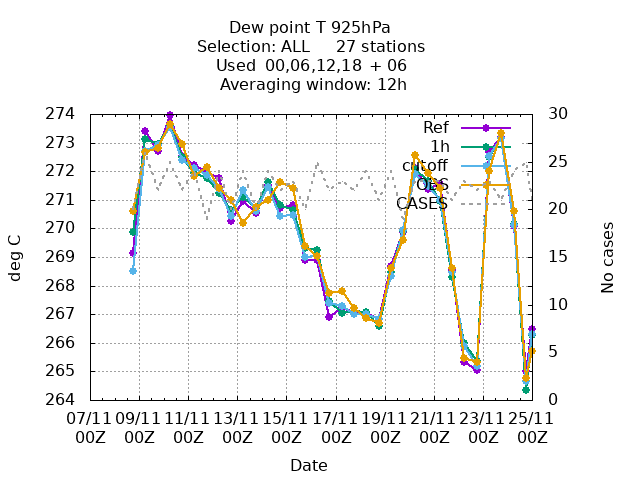 Dew point T 925hPa
Selection: ALL 27 stations
Used 00,06,12,18 + 06
Averaging window: 12h
274
273
272
271
270
269
268
267
266
265
264
deg C
30
25
20
15
10
5
0
No cases
Ref
1h
cutoff
OBS
CASES
07/11 09/11 11/11 13/11 15/11 17/11 19/11 21/11 23/11 25/11
00Z 00Z 00Z 00Z 00Z 00Z 00Z 00Z 00Z 00Z
Date